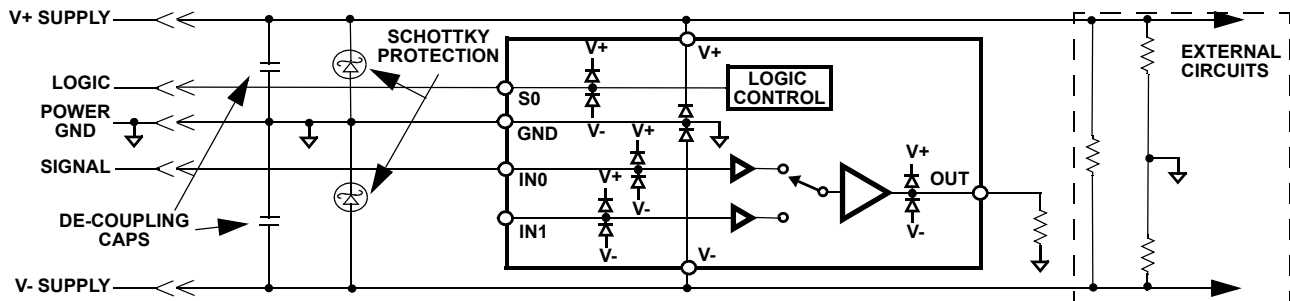 V+ SUPPLY
LOGIC
POWER
GND
SIGNAL
DE-COUPLING
CAPS
V- SUPPLY
SCHOTTKY
PROTECTION
V+
V-
S0
GND
V+
V-
IN0
V+
V-
IN1
V+
LOGIC
CONTROL
V+
V-
OUT
V-
EXTERNAL
CIRCUITS